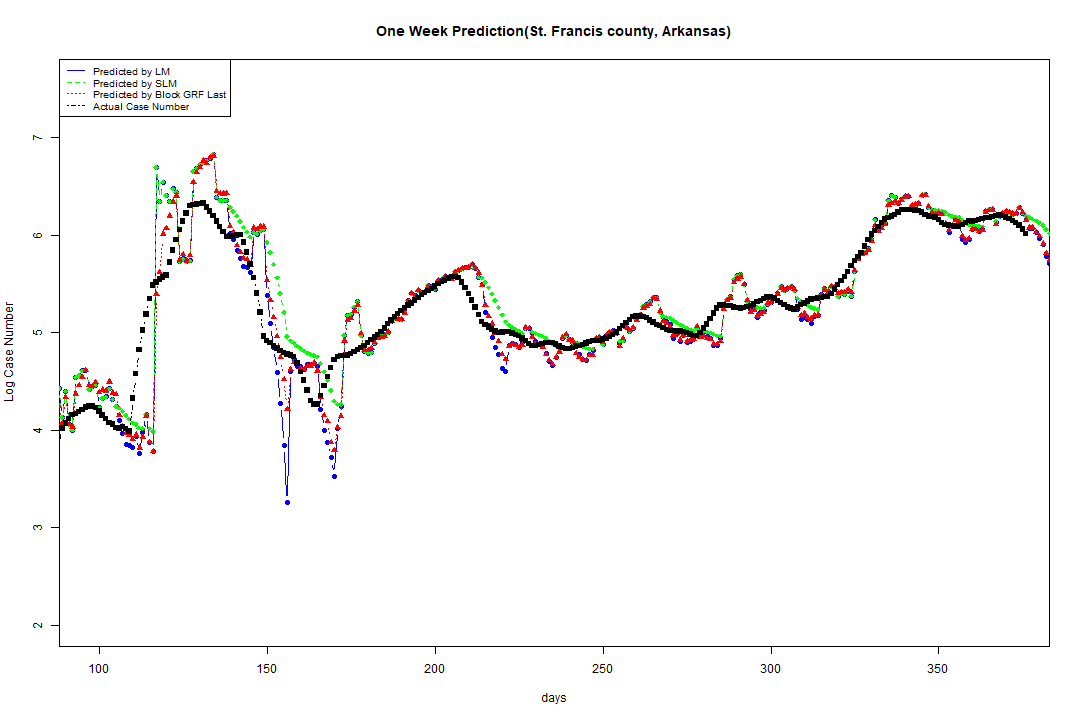 One Week Prediction(St. Francis county, Arkansas)
Predicted by LM
Predicted by SLM
Predicted by Block GRF Last
Actual Case Number
7
6
5
4
3
2
Log Case Number
100 150 200 250 300 350
days